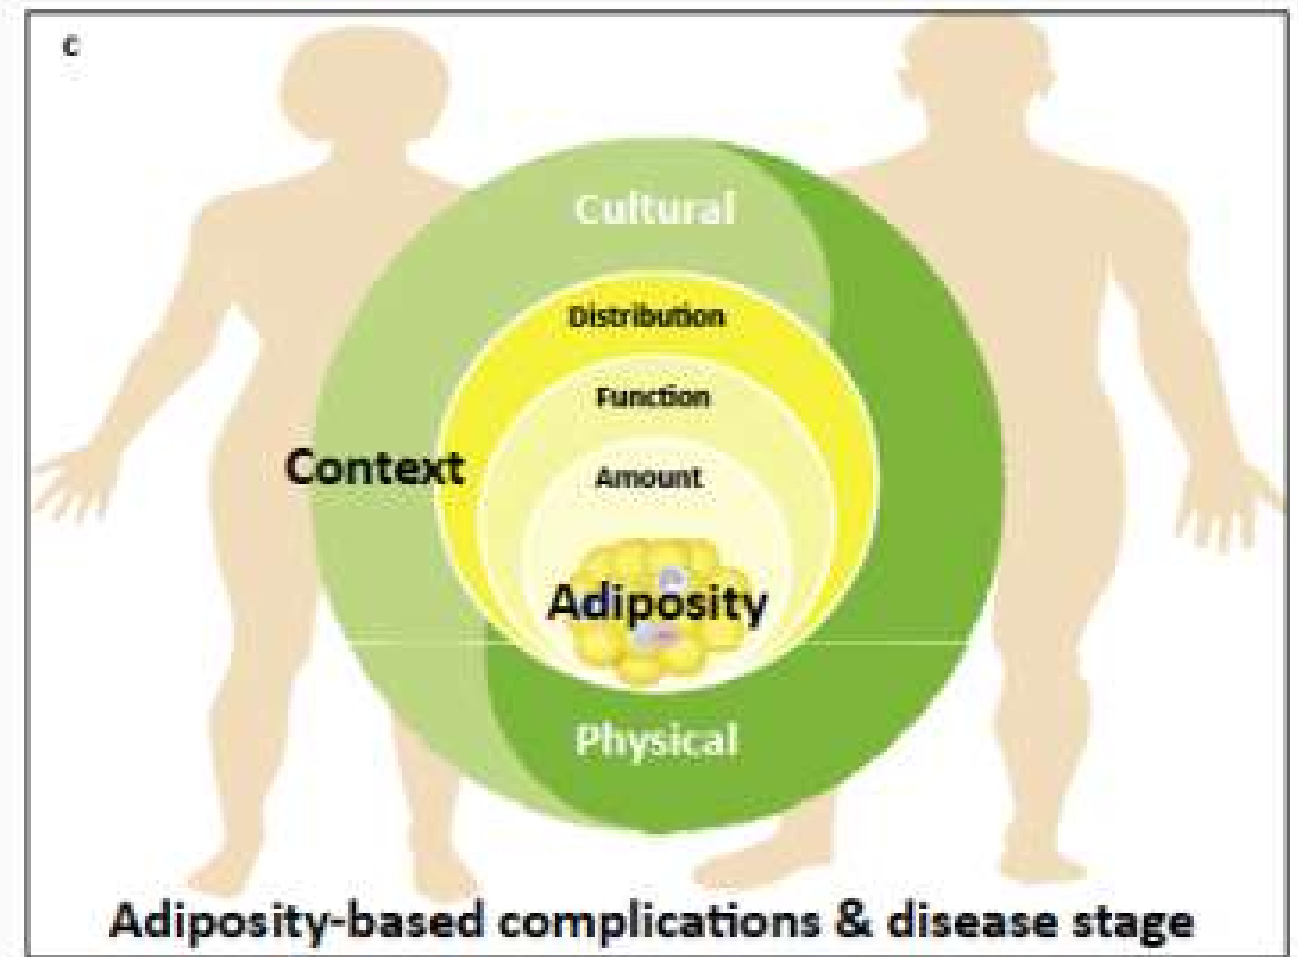 c
Cultural
Distribution
Function
Context
Amount
Adiposity
Physical
Adiposity-based complications & disease stage